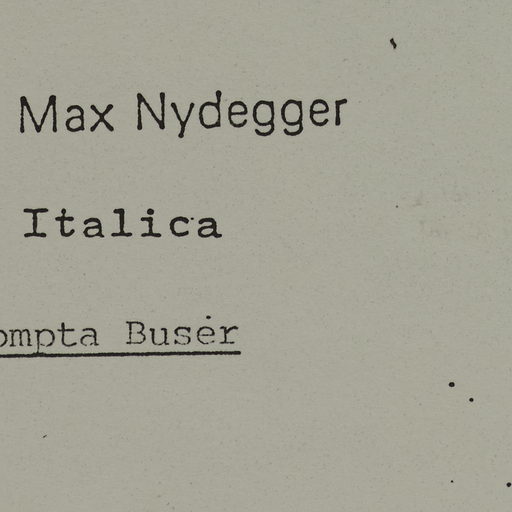 Max Nydegger
Italica
ompta Buser